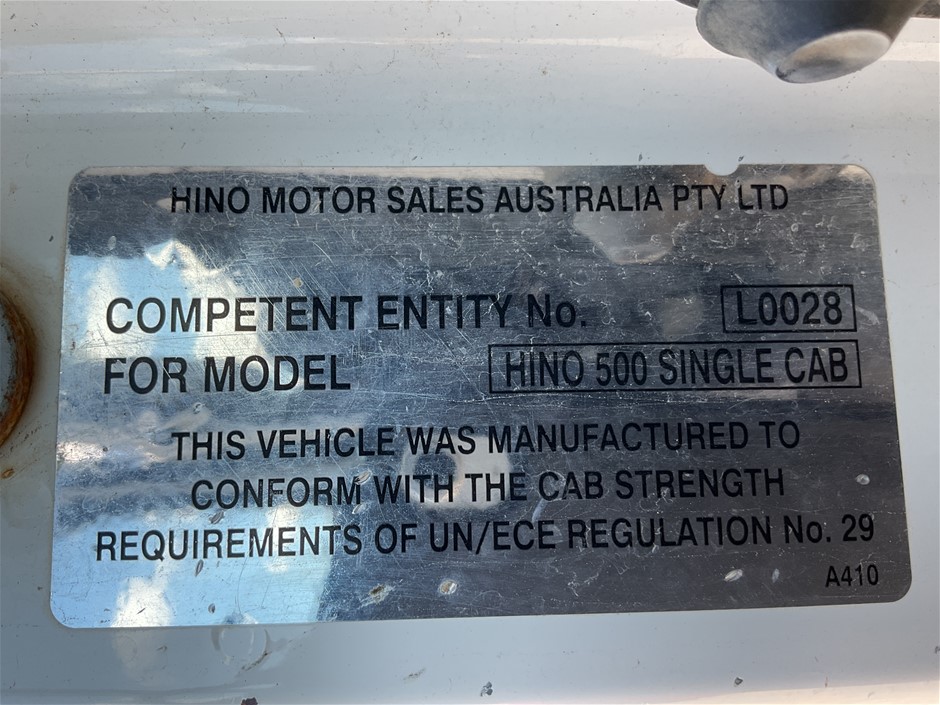 HINO MOTOR SALES AUSTRALIA PTY LTD
COMPETENT ENTITY No. L0028
FOR MODEL HINO 500 SINGLE CAB
THIS VEHICLE WAS MANUFACTURED TO
CONFORM WITH THE CAB STRENGTH
REQUIREMENTS OF UN/ECE REGULATION No. 29
A410